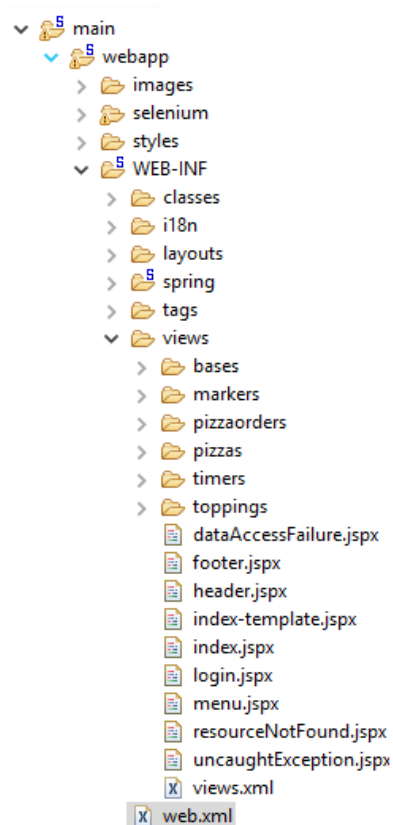 main
webapp
images
selenium
styles
WEB-INF
classes
i18n
layouts
spring
tags
views
bases
markers
pizzaorders
pizzas
timers
toppings
dataAccessFailure.jspx
footer.jspx
header.jspx
index-template.jspx
index.jspx
login.jspx
menu.jspx
resourceNotFound.jspx
uncaughtException.jspx
views.xml
web.xml